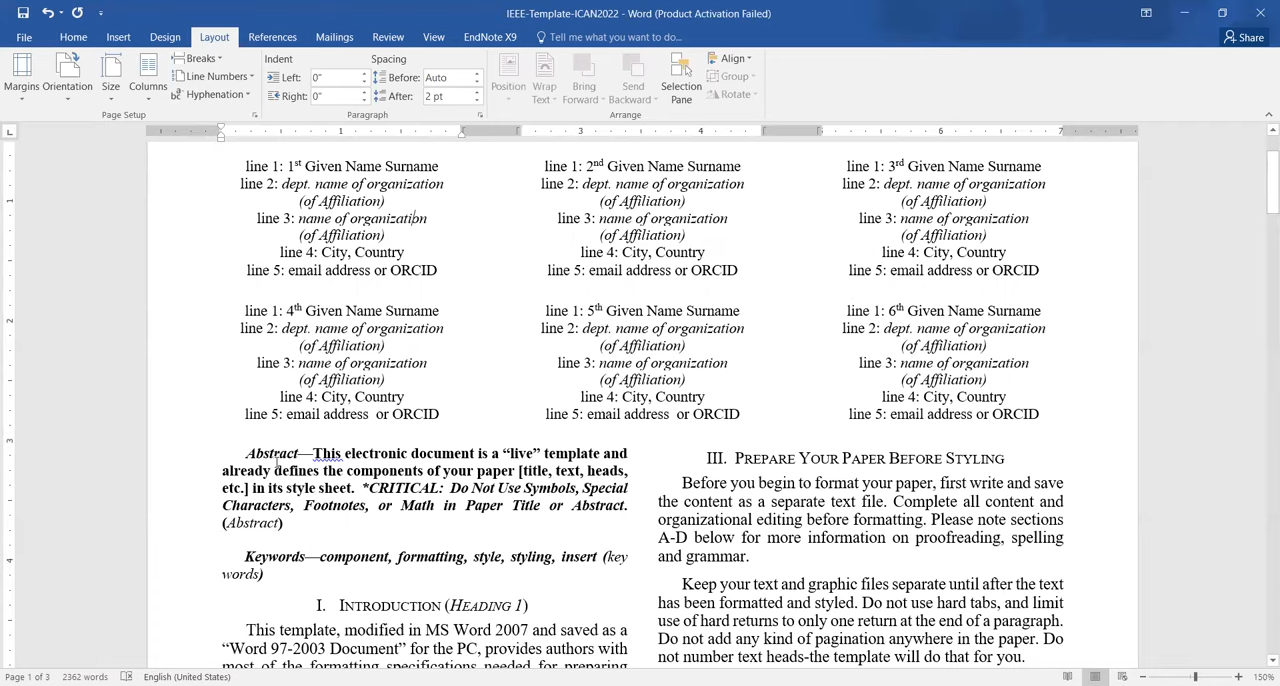 IEEE-Template-ICAN2022 - Word (Product Activation Failed)
File Home Insert Design Layout References Mailings Review View EndNote X9 Tell me what you want to do... Share
Margins Orientation Size Columns
Breaks
Line Numbers
Hyphenation
Page Setup
Indent Spacing
Left: 0" Before: Auto
Right: 0" After: 2 pt
Paragraph
Position Wrap Text Bring Forward Send Backward Selection Pane
Align
Group
Rotate
Arrange
1 3 4 6 7
line 1: 1st Given Name Surname
line 2: dept. name of organization
(of Affiliation)
line 3: name of organization
(of Affiliation)
line 4: City, Country
line 5: email address or ORCID
line 1: 2nd Given Name Surname
line 2: dept. name of organization
(of Affiliation)
line 3: name of organization
(of Affiliation)
line 4: City, Country
line 5: email address or ORCID
line 1: 3rd Given Name Surname
line 2: dept. name of organization
(of Affiliation)
line 3: name of organization
(of Affiliation)
line 4: City, Country
line 5: email address or ORCID
line 1: 4th Given Name Surname
line 2: dept. name of organization
(of Affiliation)
line 3: name of organization
(of Affiliation)
line 4: City, Country
line 5: email address or ORCID
line 1: 5th Given Name Surname
line 2: dept. name of organization
(of Affiliation)
line 3: name of organization
(of Affiliation)
line 4: City, Country
line 5: email address or ORCID
line 1: 6th Given Name Surname
line 2: dept. name of organization
(of Affiliation)
line 3: name of organization
(of Affiliation)
line 4: City, Country
line 5: email address or ORCID
Abstract—This electronic document is a “live” template and
already defines the components of your paper [title, text, heads,
etc.] in its style sheet. *CRITICAL: Do Not Use Symbols, Special
Characters, Footnotes, or Math in Paper Title or Abstract.
(Abstract)
Keywords—component, formatting, style, styling, insert (key
words)
I. INTRODUCTION (HEADING 1)
This template, modified in MS Word 2007 and saved as a
“Word 97-2003 Document” for the PC, provides authors with
most of the formatting specifications needed for preparing
III. PREPARE YOUR PAPER BEFORE STYLING
Before you begin to format your paper, first write and save
the content as a separate text file. Complete all content and
organizational editing before formatting. Please note sections
A-D below for more information on proofreading, spelling
and grammar.
Keep your text and graphic files separate until after the text
has been formatted and styled. Do not use hard tabs, and limit
use of hard returns to only one return at the end of a paragraph.
Do not add any kind of pagination anywhere in the paper. Do
not number text heads-the template will do that for you.
Page 1 of 3 2362 words English (United States) 150%